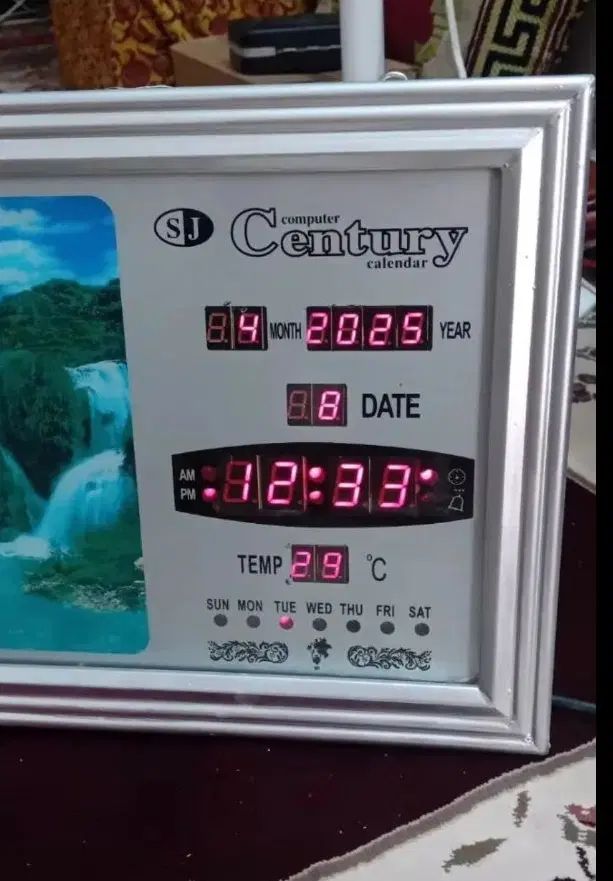 SJ Century
computer
calendar
4 MONTH 2025 YEAR
8 DATE
AM
PM
12:33
TEMP 29 °C
SUN MON TUE WED THU FRI SAT